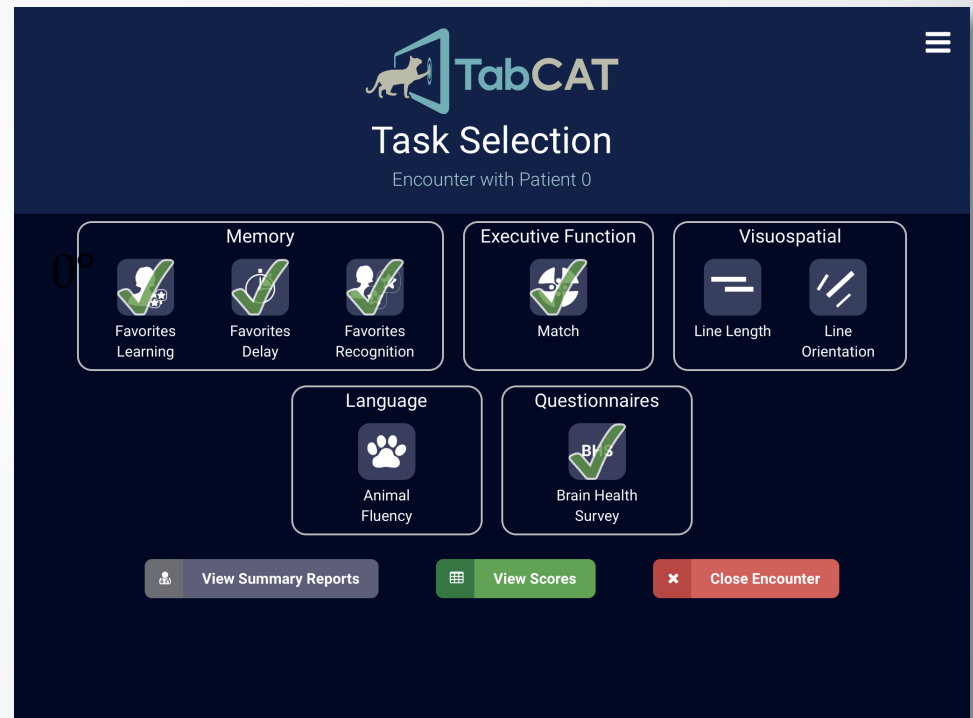 TabCAT
Task Selection
Encounter with Patient 0
0°
Memory
Favorites
Learning
Favorites
Delay
Favorites
Recognition
Executive Function
Match
Visuospatial
Line Length
Line
Orientation
Language
Animal
Fluency
Questionnaires
BHS
Brain Health
Survey
View Summary Reports
View Scores
Close Encounter